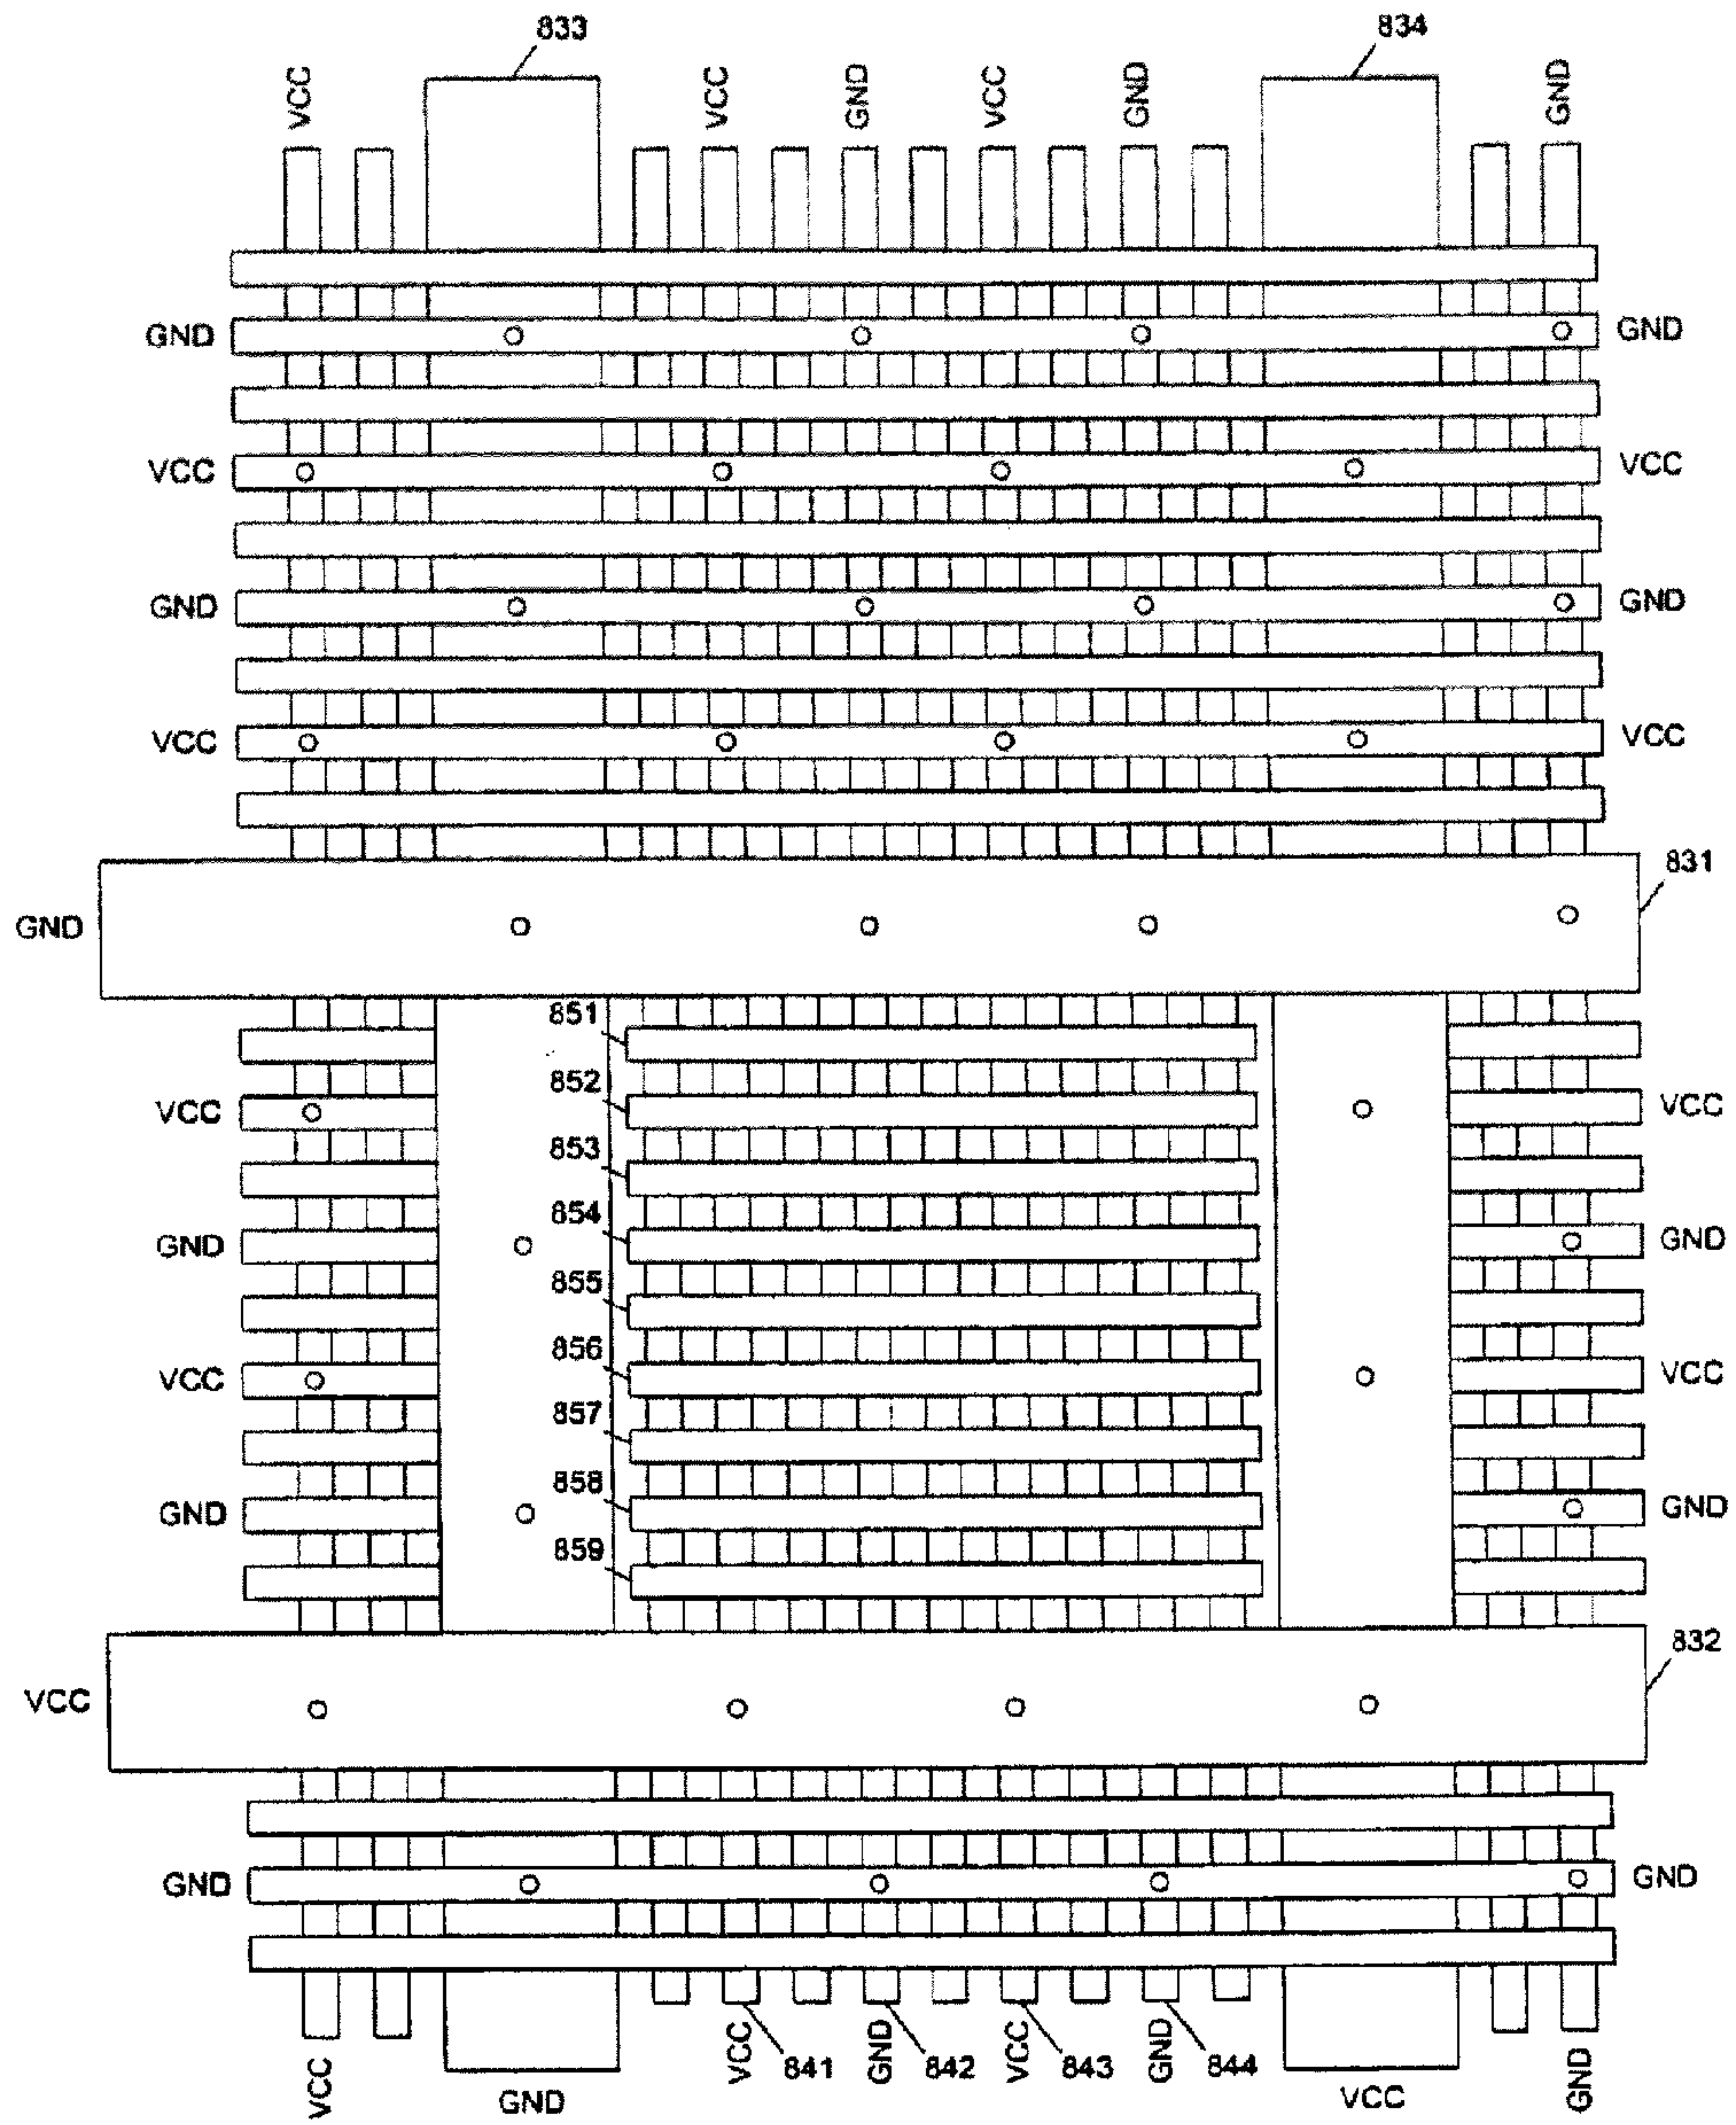 833
834
VCC
VCC
GND
VCC
GND
GND
GND
GND
VCC
VCC
GND
GND
VCC
VCC
831
GND
851
852
VCC
VCC
853
854
GND
GND
855
856
VCC
VCC
857
858
GND
GND
859
832
VCC
GND
GND
VCC
GND
VCC
841
GND
842
VCC
843
GND
844
VCC
GND